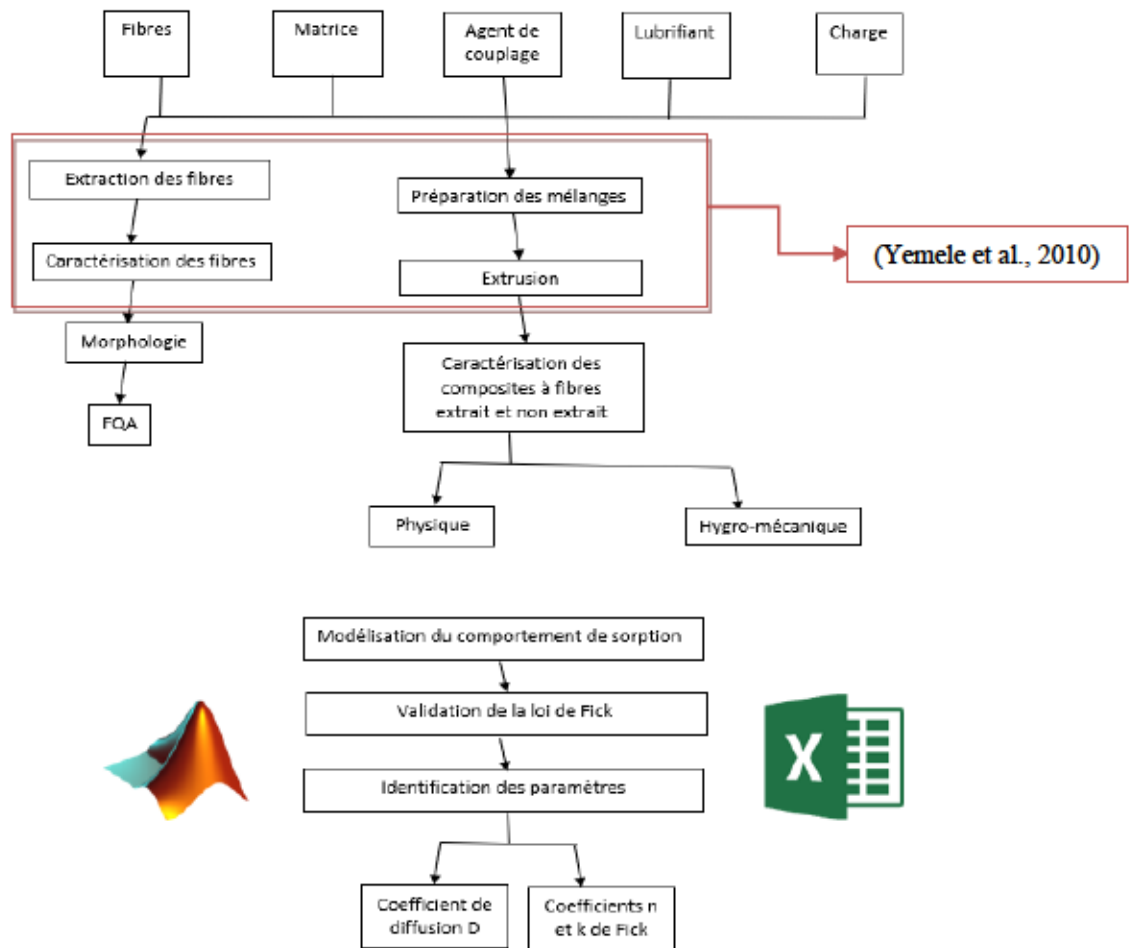 Fibres
Matrice
Agent de
couplage
Lubrifiant
Charge
Extraction des fibres
Préparation des mélanges
Caractérisation des fibres
Extrusion
(Yemele et al., 2010)
Morphologie
FQA
Caractérisation des
composites à fibres
extrait et non extrait
Physique
Hygro-mécanique
Modélisation du comportement de sorption
Validation de la loi de Fick
Identification des paramètres
X
Coefficient de
diffusion D
Coefficients n
et k de Fick